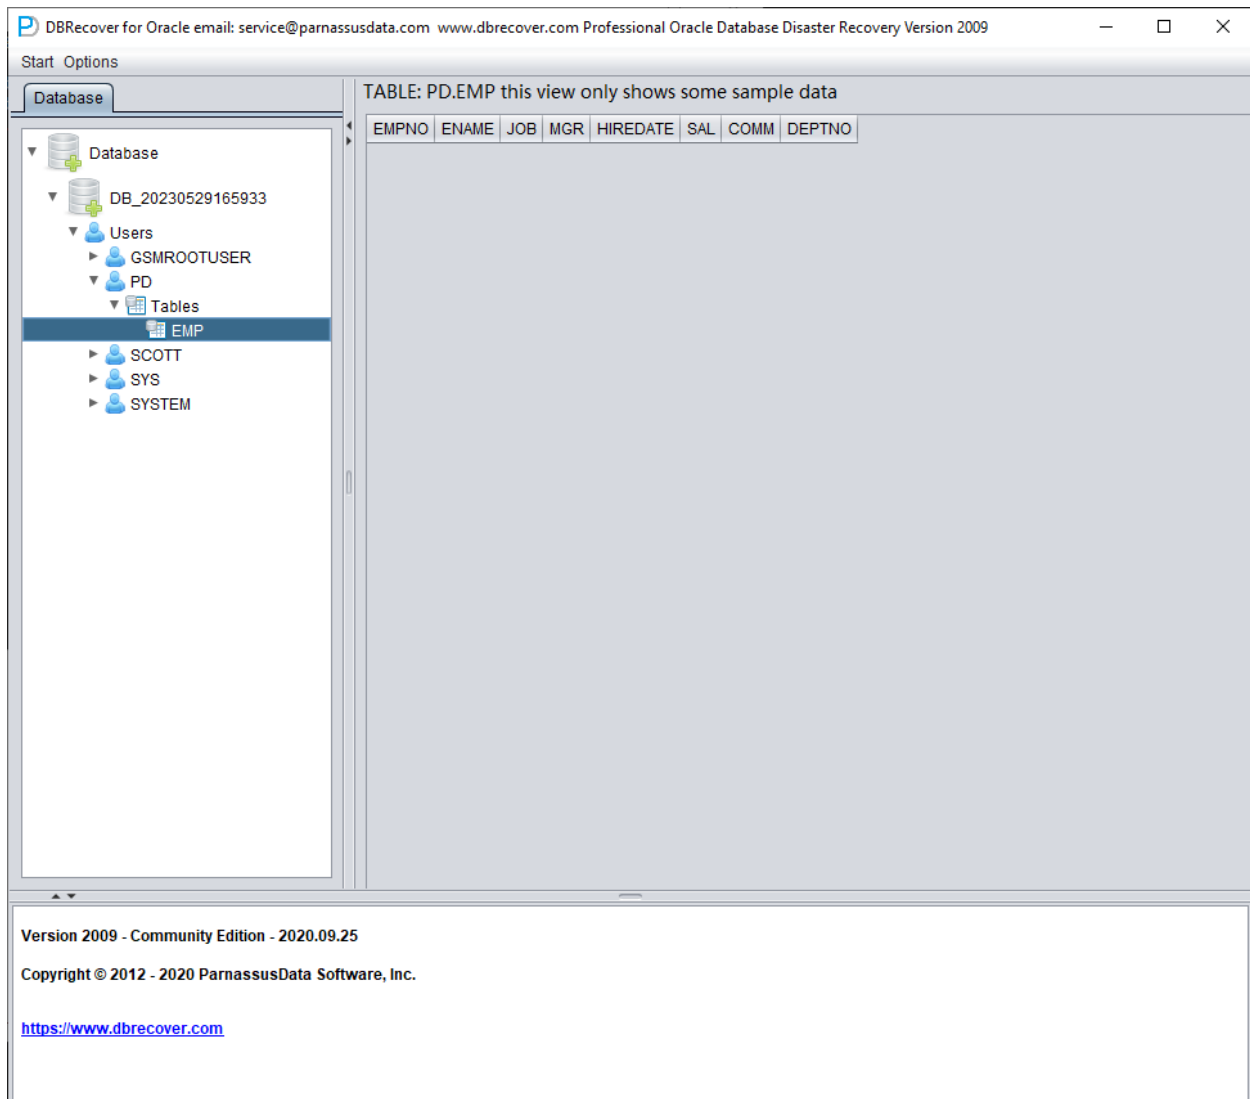 DBRecover for Oracle email: service@parnassusdata.com www.dbrecover.com Professional Oracle Database Disaster Recovery Version 2009
Start Options
Database
Database
DB_20230529165933
Users
GSMROOTUSER
PD
Tables
EMP
SCOTT
SYS
SYSTEM
TABLE: PD.EMP this view only shows some sample data
EMPNO ENAME JOB MGR HIREDATE SAL COMM DEPTNO
Version 2009 - Community Edition - 2020.09.25
Copyright © 2012 - 2020 ParnassusData Software, Inc.
https://www.dbrecover.com